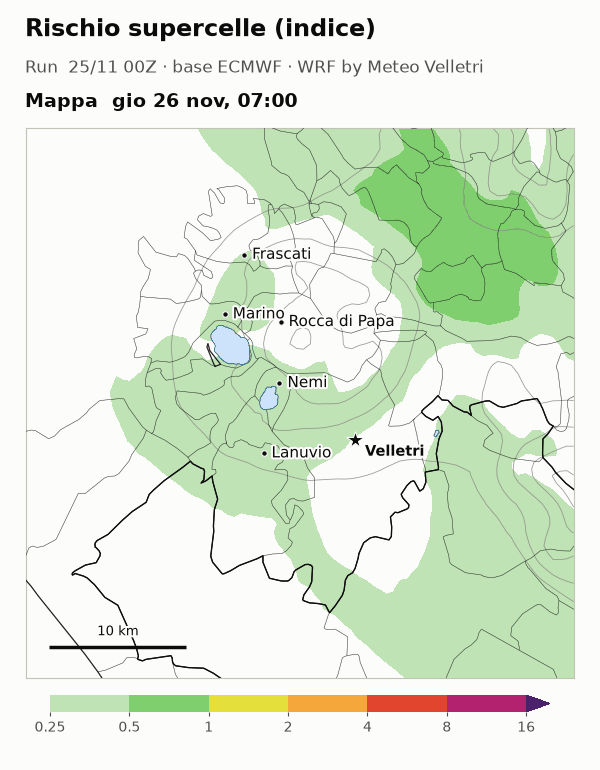 Rischio supercelle (indice)
Run  25/11 00Z · base ECMWF · WRF by Meteo Velletri
Mappa  gio 26 nov, 07:00
Frascati
Marino
Rocca di Papa
Nemi
Velletri
Lanuvio
10 km
0.25 0.5 1 2 4 8 16